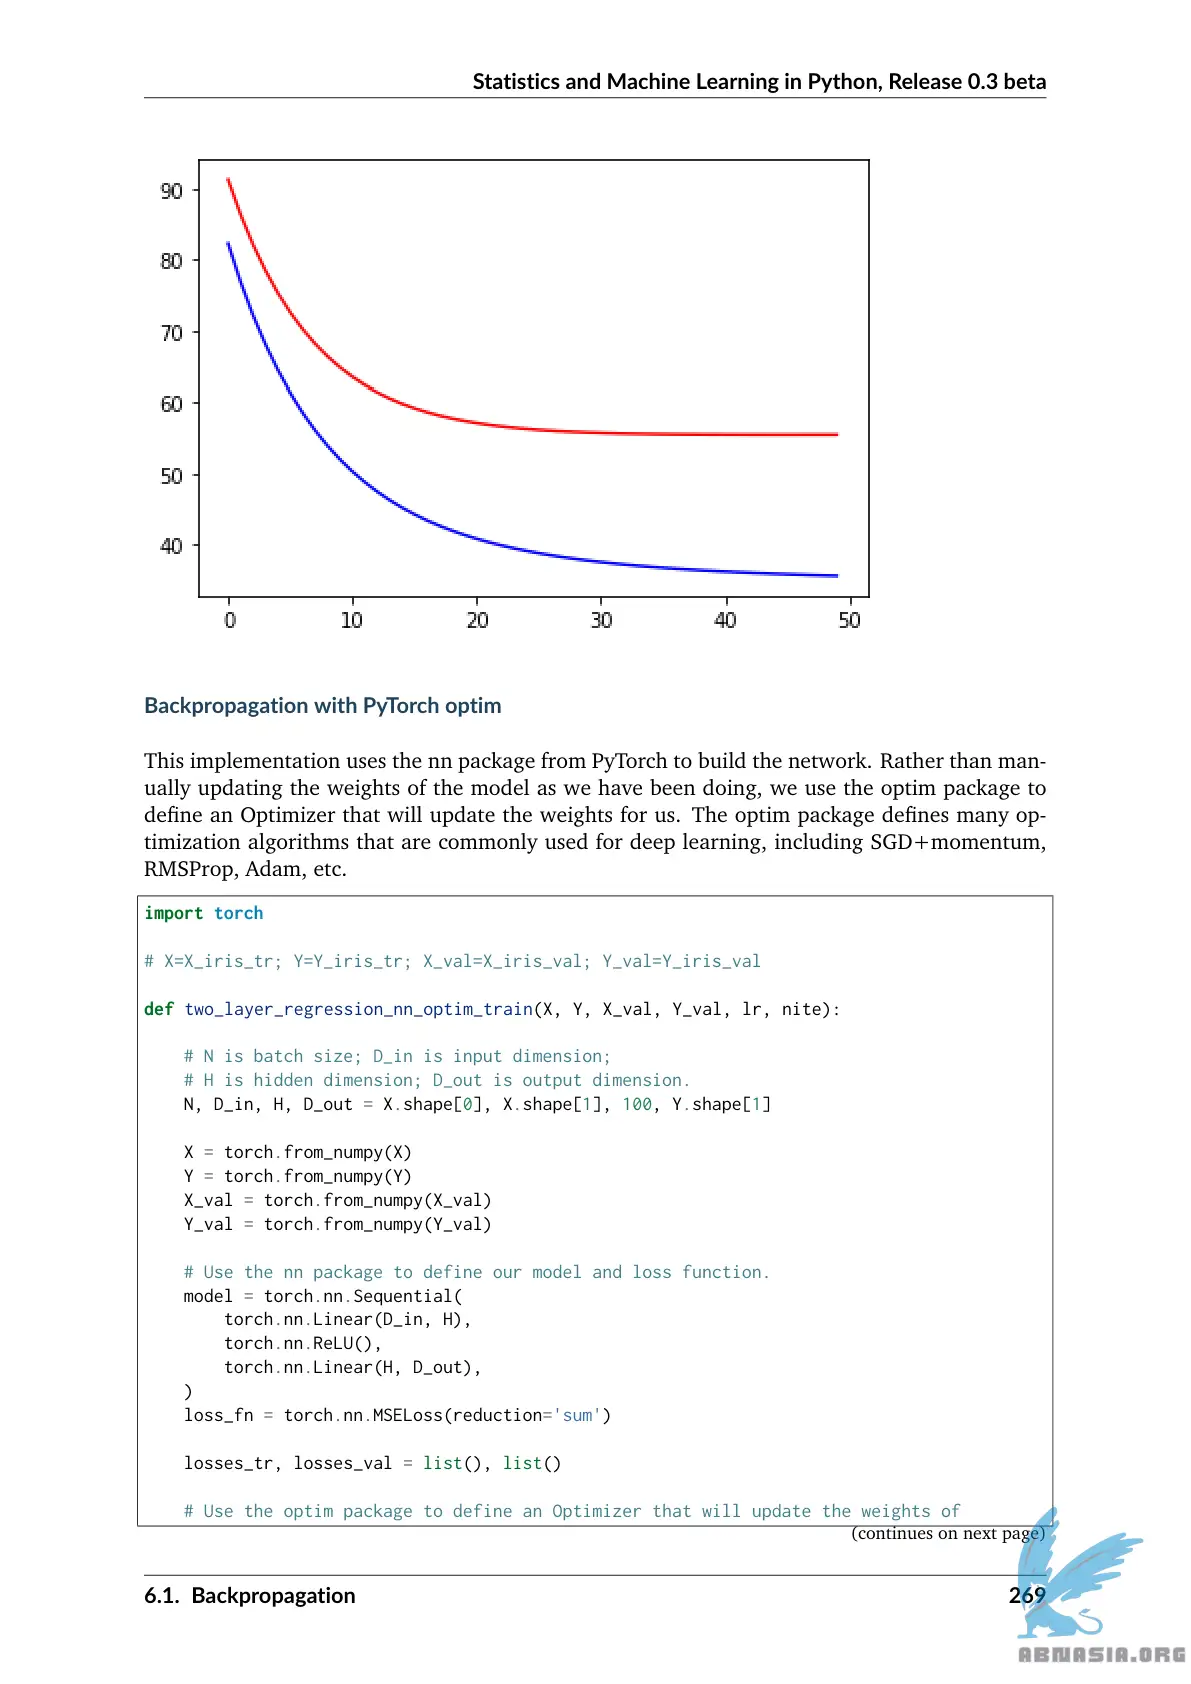 Statistics and Machine Learning in Python, Release 0.3 beta
90
80
70
60
50
40
0 10 20 30 40 50
Backpropagation with PyTorch optim
This implementation uses the nn package from PyTorch to build the network. Rather than man-
ually updating the weights of the model as we have been doing, we use the optim package to
define an Optimizer that will update the weights for us. The optim package defines many op-
timization algorithms that are commonly used for deep learning, including SGD+momentum,
RMSProp, Adam, etc.
import torch
# X=X_iris_tr; Y=Y_iris_tr; X_val=X_iris_val; Y_val=Y_iris_val
def two_layer_regression_nn_optim_train(X, Y, X_val, Y_val, lr, nite):
    # N is batch size; D_in is input dimension;
    # H is hidden dimension; D_out is output dimension.
    N, D_in, H, D_out = X.shape[0], X.shape[1], 100, Y.shape[1]
    X = torch.from_numpy(X)
    Y = torch.from_numpy(Y)
    X_val = torch.from_numpy(X_val)
    Y_val = torch.from_numpy(Y_val)
    # Use the nn package to define our model and loss function.
    model = torch.nn.Sequential(
        torch.nn.Linear(D_in, H),
        torch.nn.ReLU(),
        torch.nn.Linear(H, D_out),
    )
    loss_fn = torch.nn.MSELoss(reduction='sum')
    losses_tr, losses_val = list(), list()
    # Use the optim package to define an Optimizer that will update the weights of
(continues on next page)
6.1. Backpropagation 269
ABNASIA.ORG